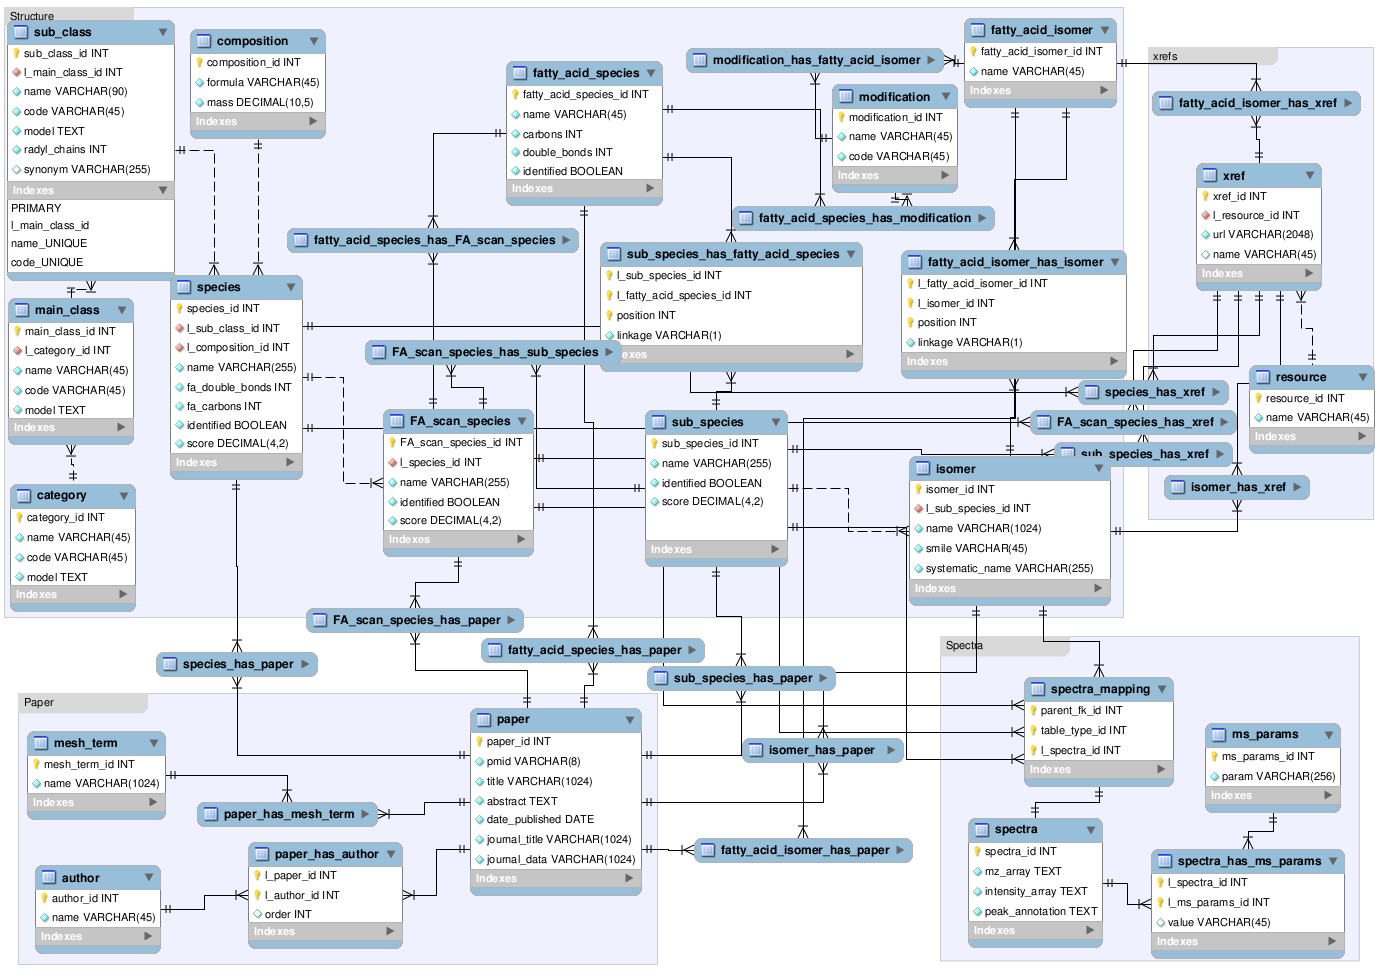 Structure
sub_class
sub_class_id INT
l_main_class_id INT
name VARCHAR(90)
code VARCHAR(45)
model TEXT
radyl_chains INT
synonym VARCHAR(255)
Indexes
PRIMARY
l_main_class_id
name_UNIQUE
code_UNIQUE
composition
composition_id INT
formula VARCHAR(45)
mass DECIMAL(10,5)
Indexes
fatty_acid_species
fatty_acid_species_id INT
name VARCHAR(45)
carbons INT
double_bonds INT
identified BOOLEAN
Indexes
modification_has_fatty_acid_isomer
modification
modification_id INT
name VARCHAR(45)
code VARCHAR(45)
Indexes
fatty_acid_isomer
fatty_acid_isomer_id INT
name VARCHAR(45)
Indexes
xrefs
fatty_acid_isomer_has_xref
xref
xref_id INT
l_resource_id INT
url VARCHAR(2048)
name VARCHAR(45)
Indexes
fatty_acid_species_has_modification
fatty_acid_species_has_FA_scan_species
sub_species_has_fatty_acid_species
l_sub_species_id INT
l_fatty_acid_species_id INT
position INT
linkage VARCHAR(1)
Indexes
fatty_acid_isomer_has_isomer
l_fatty_acid_isomer_id INT
l_isomer_id INT
position INT
linkage VARCHAR(1)
Indexes
main_class
main_class_id INT
l_category_id INT
name VARCHAR(45)
code VARCHAR(45)
model TEXT
Indexes
species
species_id INT
l_sub_class_id INT
l_composition_id INT
name VARCHAR(255)
fa_double_bonds INT
fa_carbons INT
identified BOOLEAN
score DECIMAL(4,2)
Indexes
FA_scan_species_has_sub_species
FA_scan_species
FA_scan_species_id INT
l_species_id INT
name VARCHAR(255)
identified BOOLEAN
score DECIMAL(4,2)
Indexes
sub_species
sub_species_id INT
name VARCHAR(255)
identified BOOLEAN
score DECIMAL(4,2)
Indexes
species_has_xref
FA_scan_species_has_xref
sub_species_has_xref
isomer_has_xref
resource
resource_id INT
name VARCHAR(45)
Indexes
isomer
isomer_id INT
l_sub_species_id INT
name VARCHAR(1024)
smile VARCHAR(45)
systematic_name VARCHAR(255)
Indexes
category
category_id INT
name VARCHAR(45)
code VARCHAR(45)
model TEXT
Indexes
FA_scan_species_has_paper
fatty_acid_species_has_paper
species_has_paper
sub_species_has_paper
isomer_has_paper
fatty_acid_isomer_has_paper
Paper
mesh_term
mesh_term_id INT
name VARCHAR(1024)
Indexes
paper_has_mesh_term
author
author_id INT
name VARCHAR(45)
Indexes
paper_has_author
l_paper_id INT
l_author_id INT
order INT
Indexes
paper
paper_id INT
pmid VARCHAR(8)
title VARCHAR(1024)
abstract TEXT
date_published DATE
journal_title VARCHAR(1024)
journal_data VARCHAR(1024)
Indexes
Spectra
spectra_mapping
parent_fk_id INT
table_type_id INT
l_spectra_id INT
Indexes
ms_params
ms_params_id INT
param VARCHAR(256)
Indexes
spectra
spectra_id INT
mz_array TEXT
intensity_array TEXT
peak_annotation TEXT
Indexes
spectra_has_ms_params
l_spectra_id INT
l_ms_params_id INT
value VARCHAR(45)
Indexes